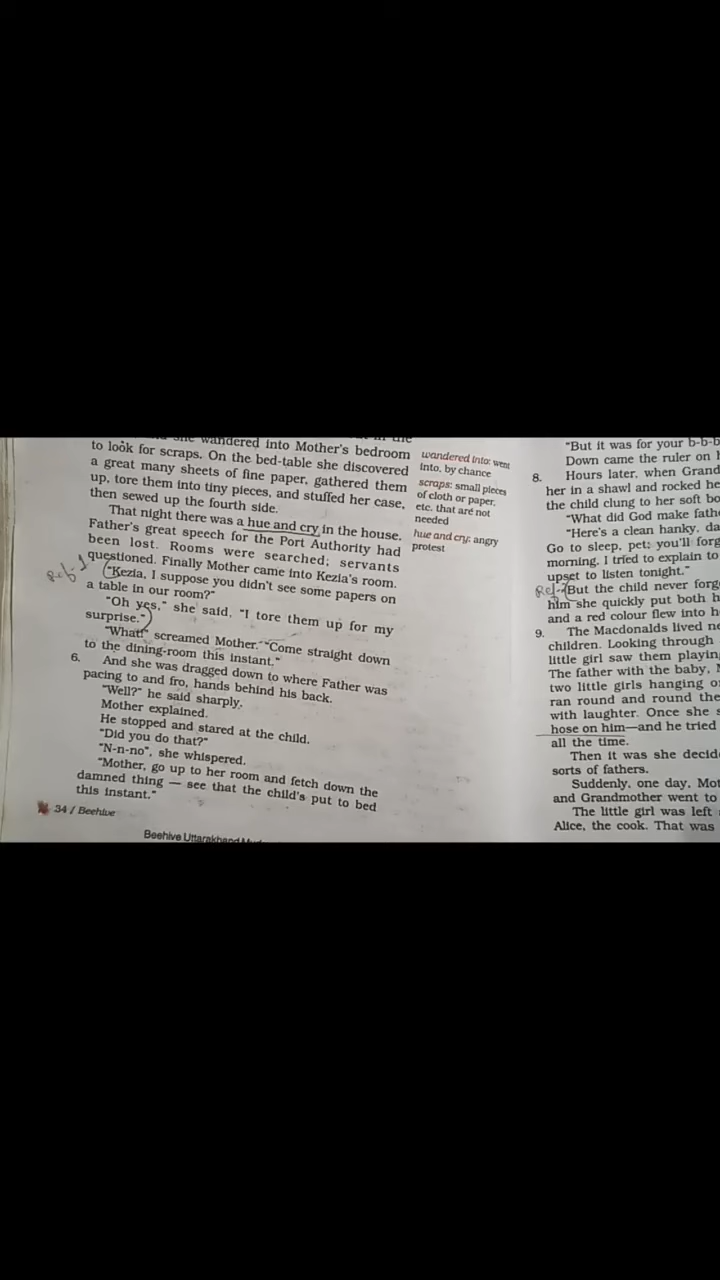 she wandered into Mother's bedroom
to look for scraps. On the bed-table she discovered
a great many sheets of fine paper, gathered them
up, tore them into tiny pieces, and stuffed her case,
then sewed up the fourth side.
That night there was a hue and cry in the house.
Father's great speech for the Port Authority had
been lost. Rooms were searched; servants
questioned. Finally Mother came into Kezia's room.
"Kezia, I suppose you didn't see some papers on
a table in our room?"
"Oh yes," she said, "I tore them up for my
surprise."
"What!" screamed Mother. "Come straight down
to the dining-room this instant."
6. And she was dragged down to where Father was
pacing to and fro, hands behind his back.
"Well?" he said sharply.
Mother explained.
He stopped and stared at the child.
"Did you do that?"
"N-n-no", she whispered.
"Mother, go up to her room and fetch down the
damned thing — see that the child's put to bed
this instant."
34 / Beehive
Beehive Uttarakhand
wandered into: went
into, by chance
scraps: small pieces
of cloth or paper,
etc. that are not
needed
hue and cry: angry
protest
Ref-1
"But it was for your b-b-b
Down came the ruler on
8. Hours later, when Grand
her in a shawl and rocked he
the child clung to her soft bo
"What did God make fath
"Here's a clean hanky, da
Go to sleep, pet; you'll forg
morning. I tried to explain to
upset to listen tonight."
Ref-2
But the child never forg
him she quickly put both h
and a red colour flew into h
9. The Macdonalds lived ne
children. Looking through
little girl saw them playin
The father with the baby,
two little girls hanging o
ran round and round the
with laughter. Once she s
hose on him—and he tried
all the time.
Then it was she decid
sorts of fathers.
Suddenly, one day, Mot
and Grandmother went to
The little girl was left
Alice, the cook. That was